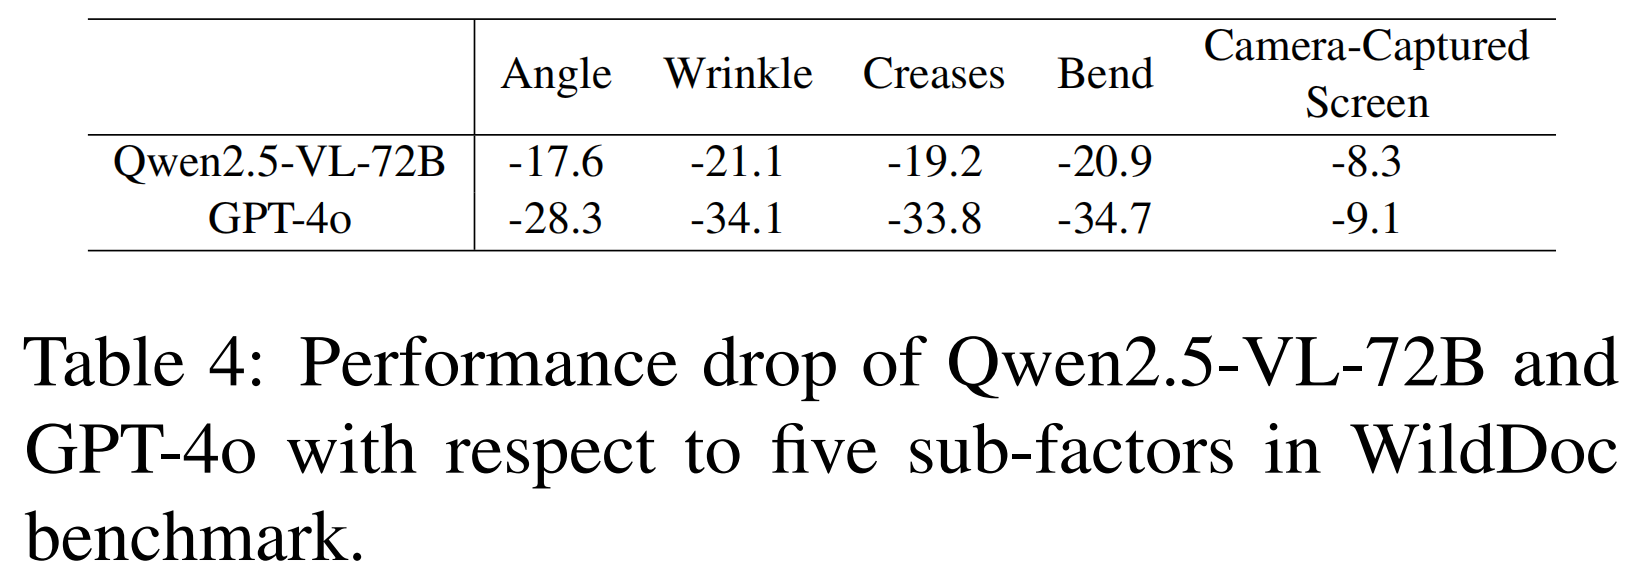 Angle Wrinkle Creases Bend Camera-Captured
Screen
Qwen2.5-VL-72B -17.6 -21.1 -19.2 -20.9 -8.3
GPT-4o -28.3 -34.1 -33.8 -34.7 -9.1
Table 4: Performance drop of Qwen2.5-VL-72B and
GPT-4o with respect to five sub-factors in WildDoc
benchmark.